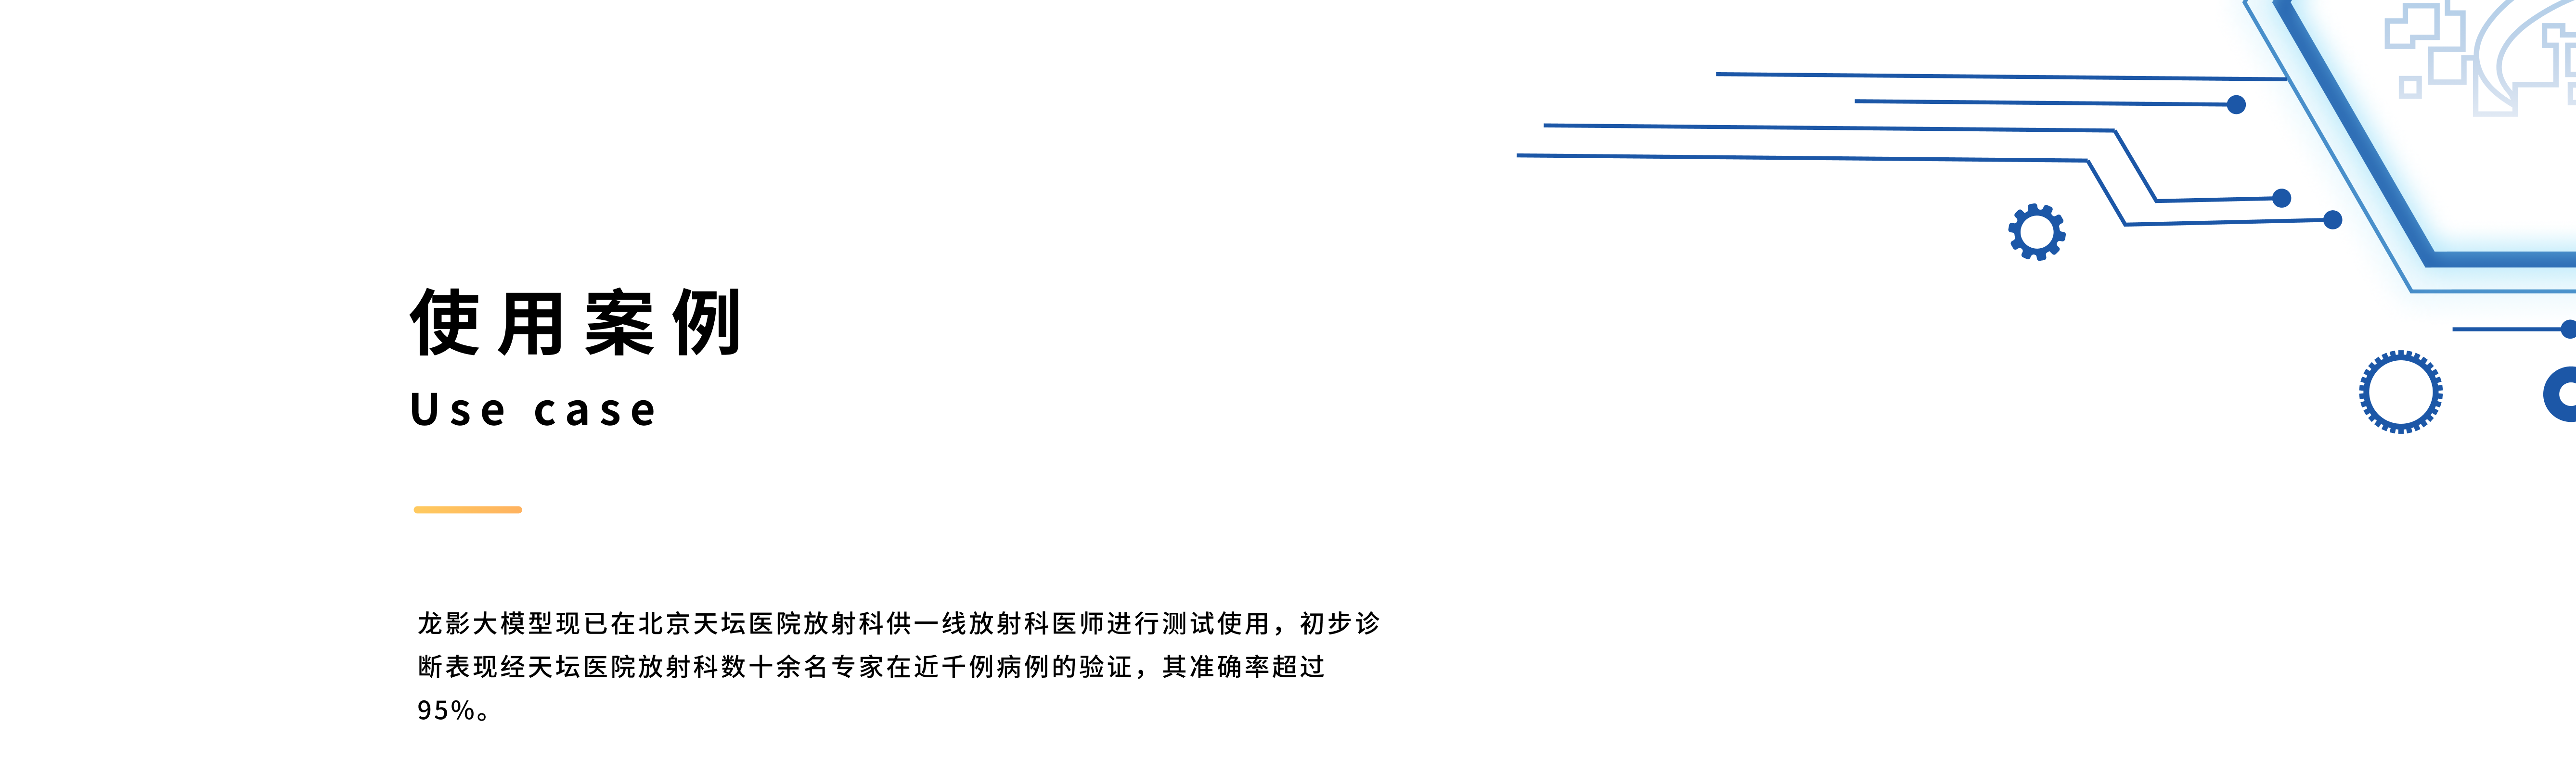 使用案例
Use case
龙影大模型现已在北京天坛医院放射科供一线放射科医师进行测试使用，初步诊
断表现经天坛医院放射科数十余名专家在近千例病例的验证，其准确率超过
95%。